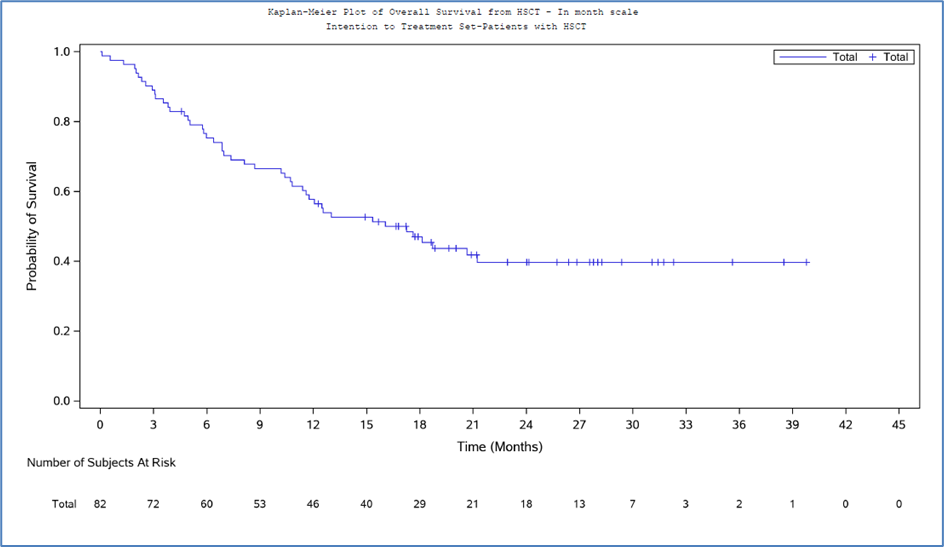 Kaplan-Meier Plot of Overall Survival from HSCT - In month scale
Intention to Treatment Set-Patients with HSCT
Total Total
Probability of Survival
1.0
0.8
0.6
0.4
0.2
0.0
0 3 6 9 12 15 18 21 24 27 30 33 36 39 42 45
Time (Months)
Number of Subjects At Risk
Total 82 72 60 53 46 40 29 21 18 13 7 3 2 1 0 0